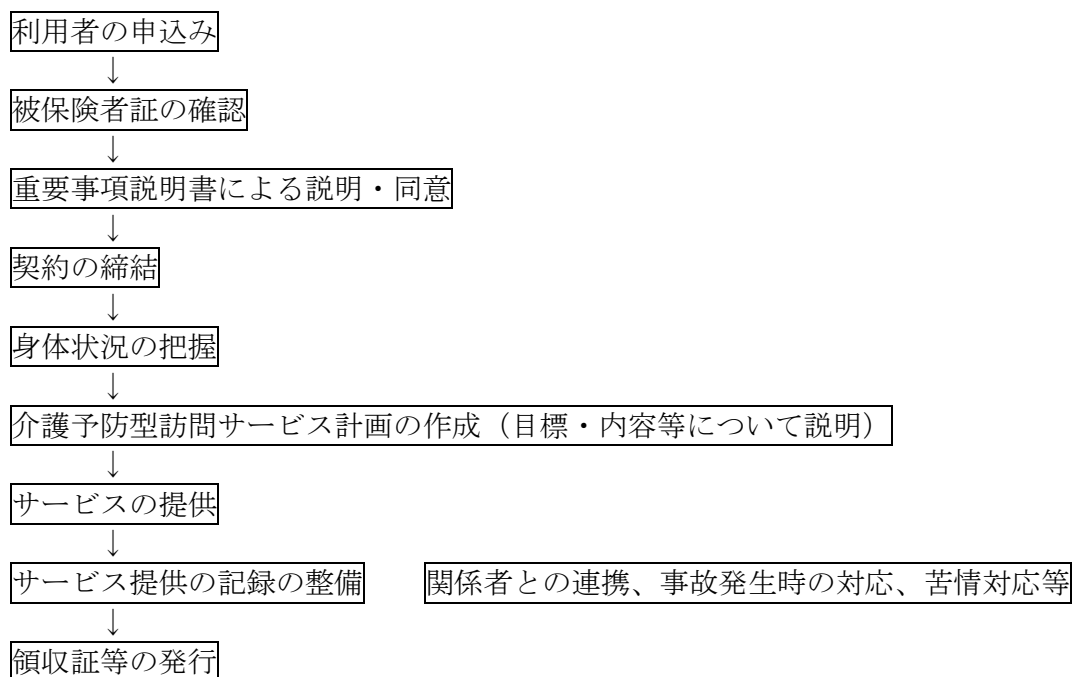 利用者の申込み
↓
被保険者証の確認
↓
重要事項説明書による説明・同意
↓
契約の締結
↓
身体状況の把握
↓
介護予防型訪問サービス計画の作成（目標・内容等について説明）
↓
サービスの提供
↓
サービス提供の記録の整備　　関係者との連携、事故発生時の対応、苦情対応等
↓
領収証等の発行